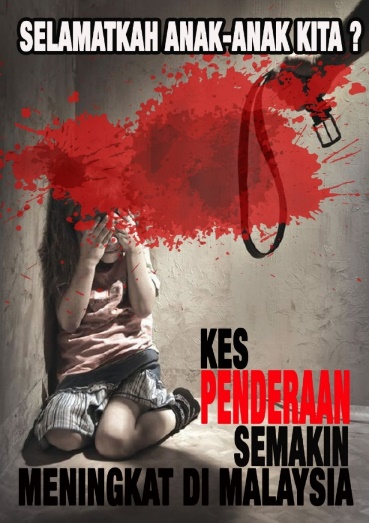 SELAMATKAH ANAK-ANAK KITA ?
KES
PENDERAAN
SEMAKIN
MENINGKAT DI MALAYSIA